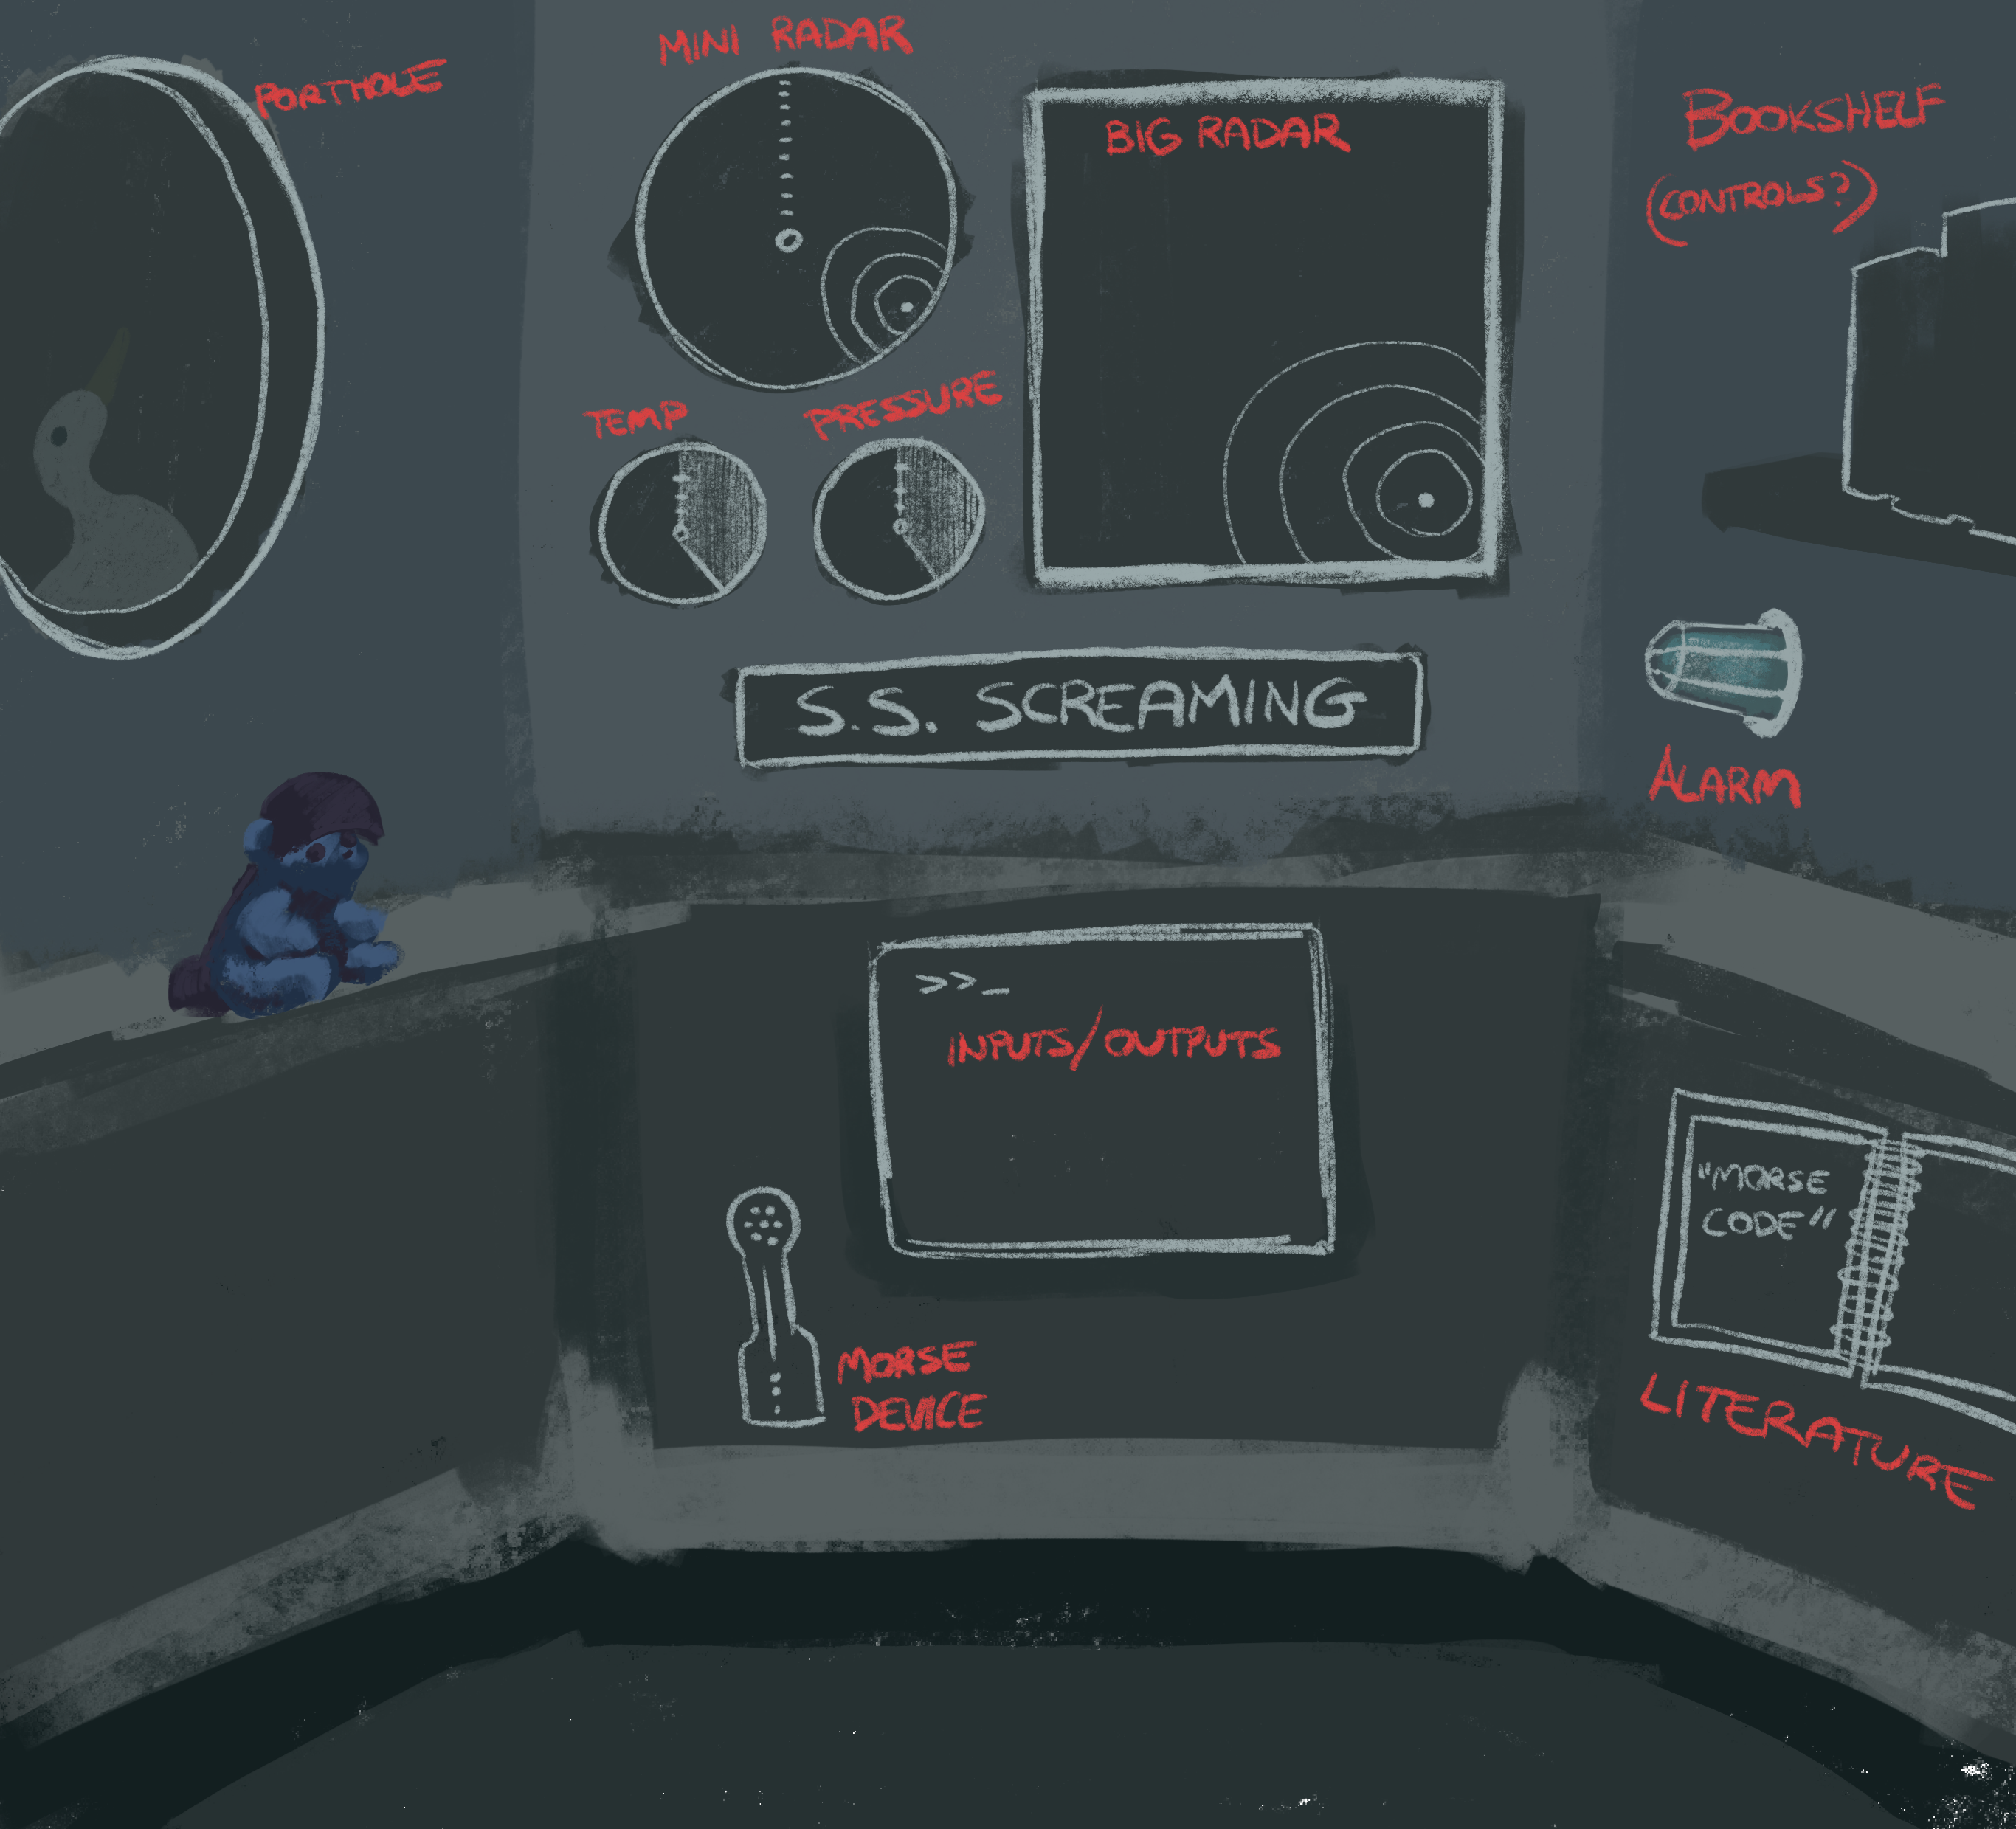 PORTHOLE
MINI RADAR
BIG RADAR
BOOKSHELF
(CONTROLS?)
TEMP
PRESSURE
S.S. SCREAMING
ALARM
>>_
INPUTS/OUTPUTS
"MORSE
CODE"
MORSE
DEVICE
LITERATURE